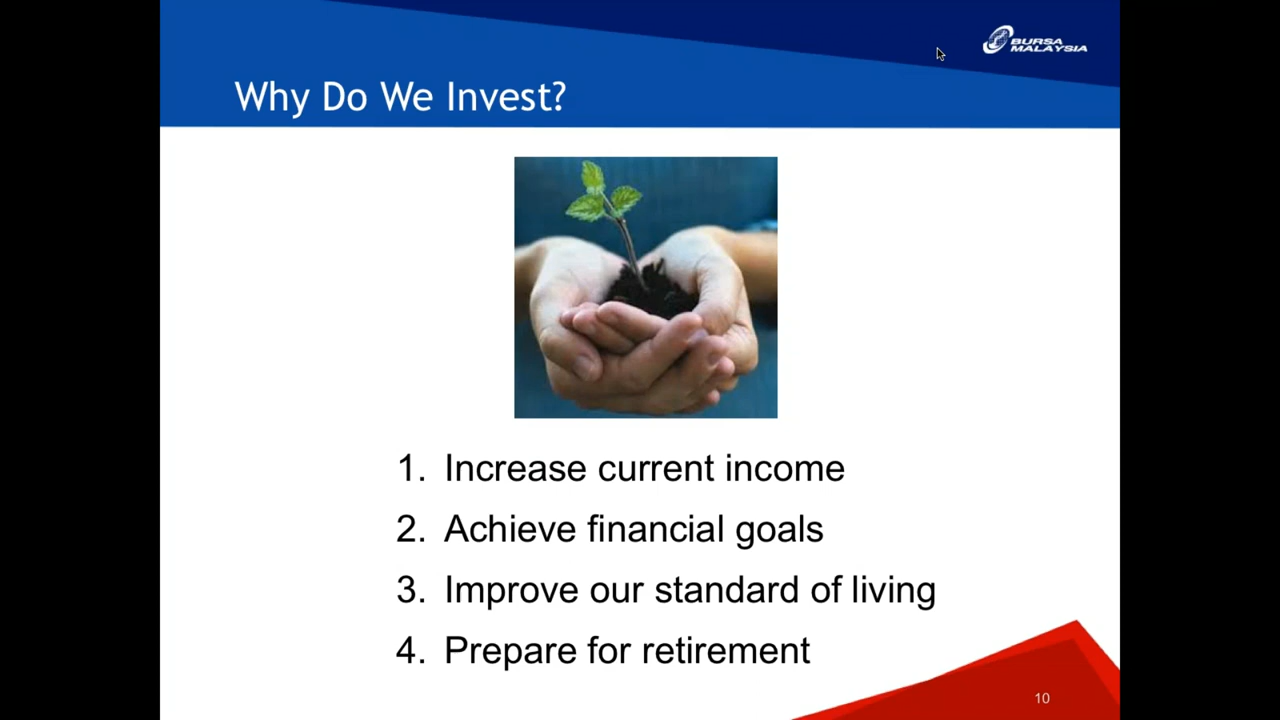 BURSA
MALAYSIA
Why Do We Invest?
1. Increase current income
2. Achieve financial goals
3. Improve our standard of living
4. Prepare for retirement
10